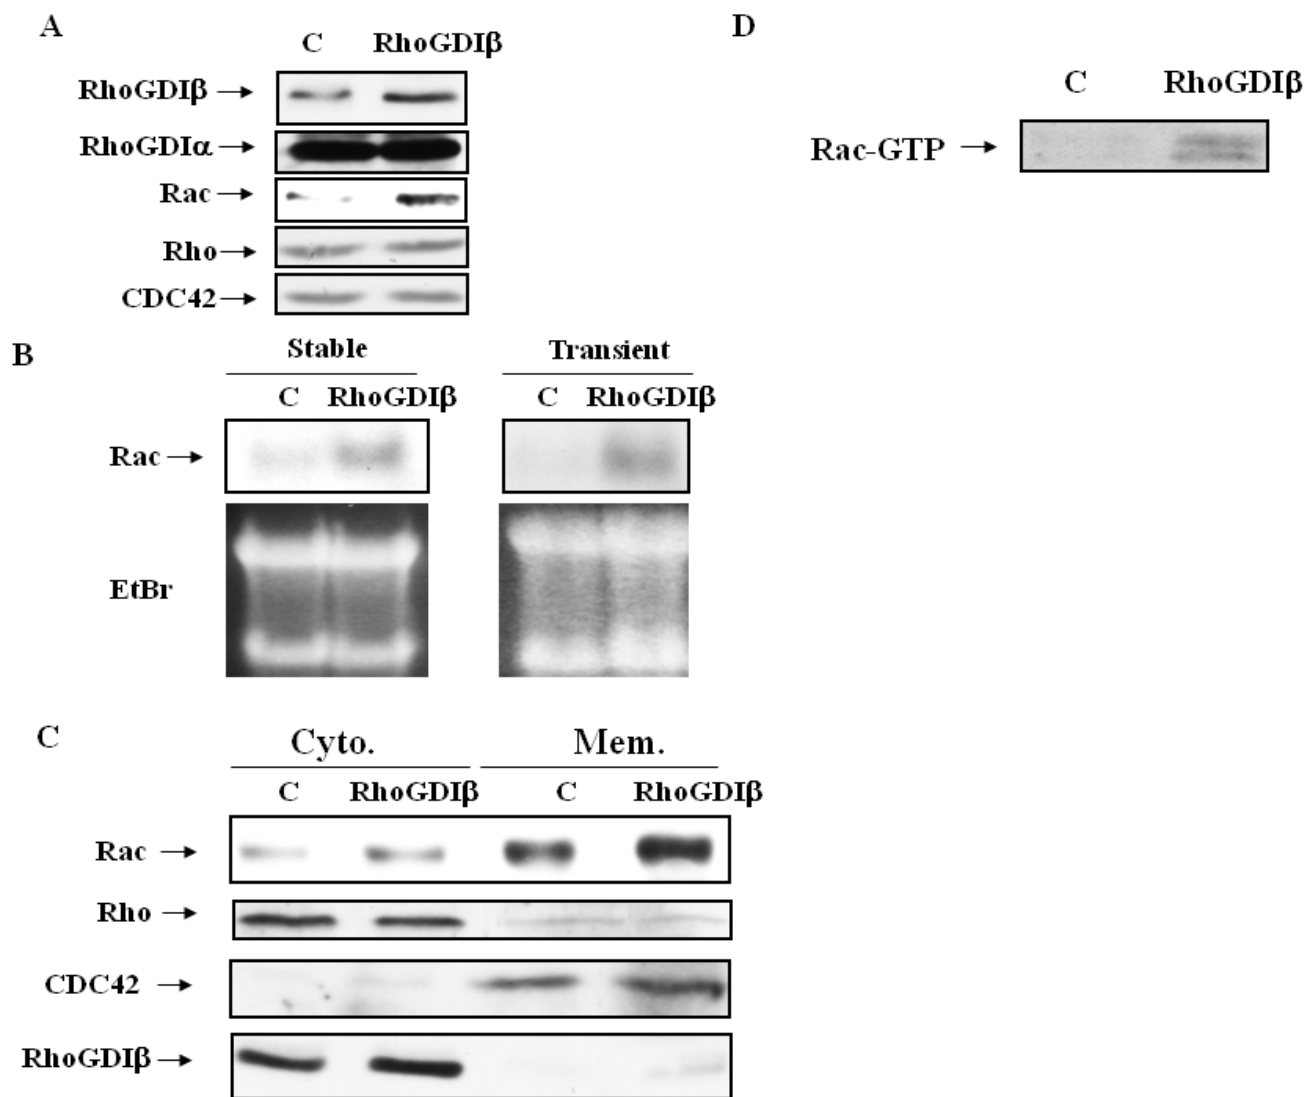 A
C RhoGDIβ
RhoGDIβ
RhoGDIα
Rac
Rho
CDC42
B
Stable Transient
C RhoGDIβ C RhoGDIβ
Rac
EtBr
C
Cyto. Mem.
C RhoGDIβ C RhoGDIβ
Rac
Rho
CDC42
RhoGDIβ
D
C RhoGDIβ
Rac-GTP